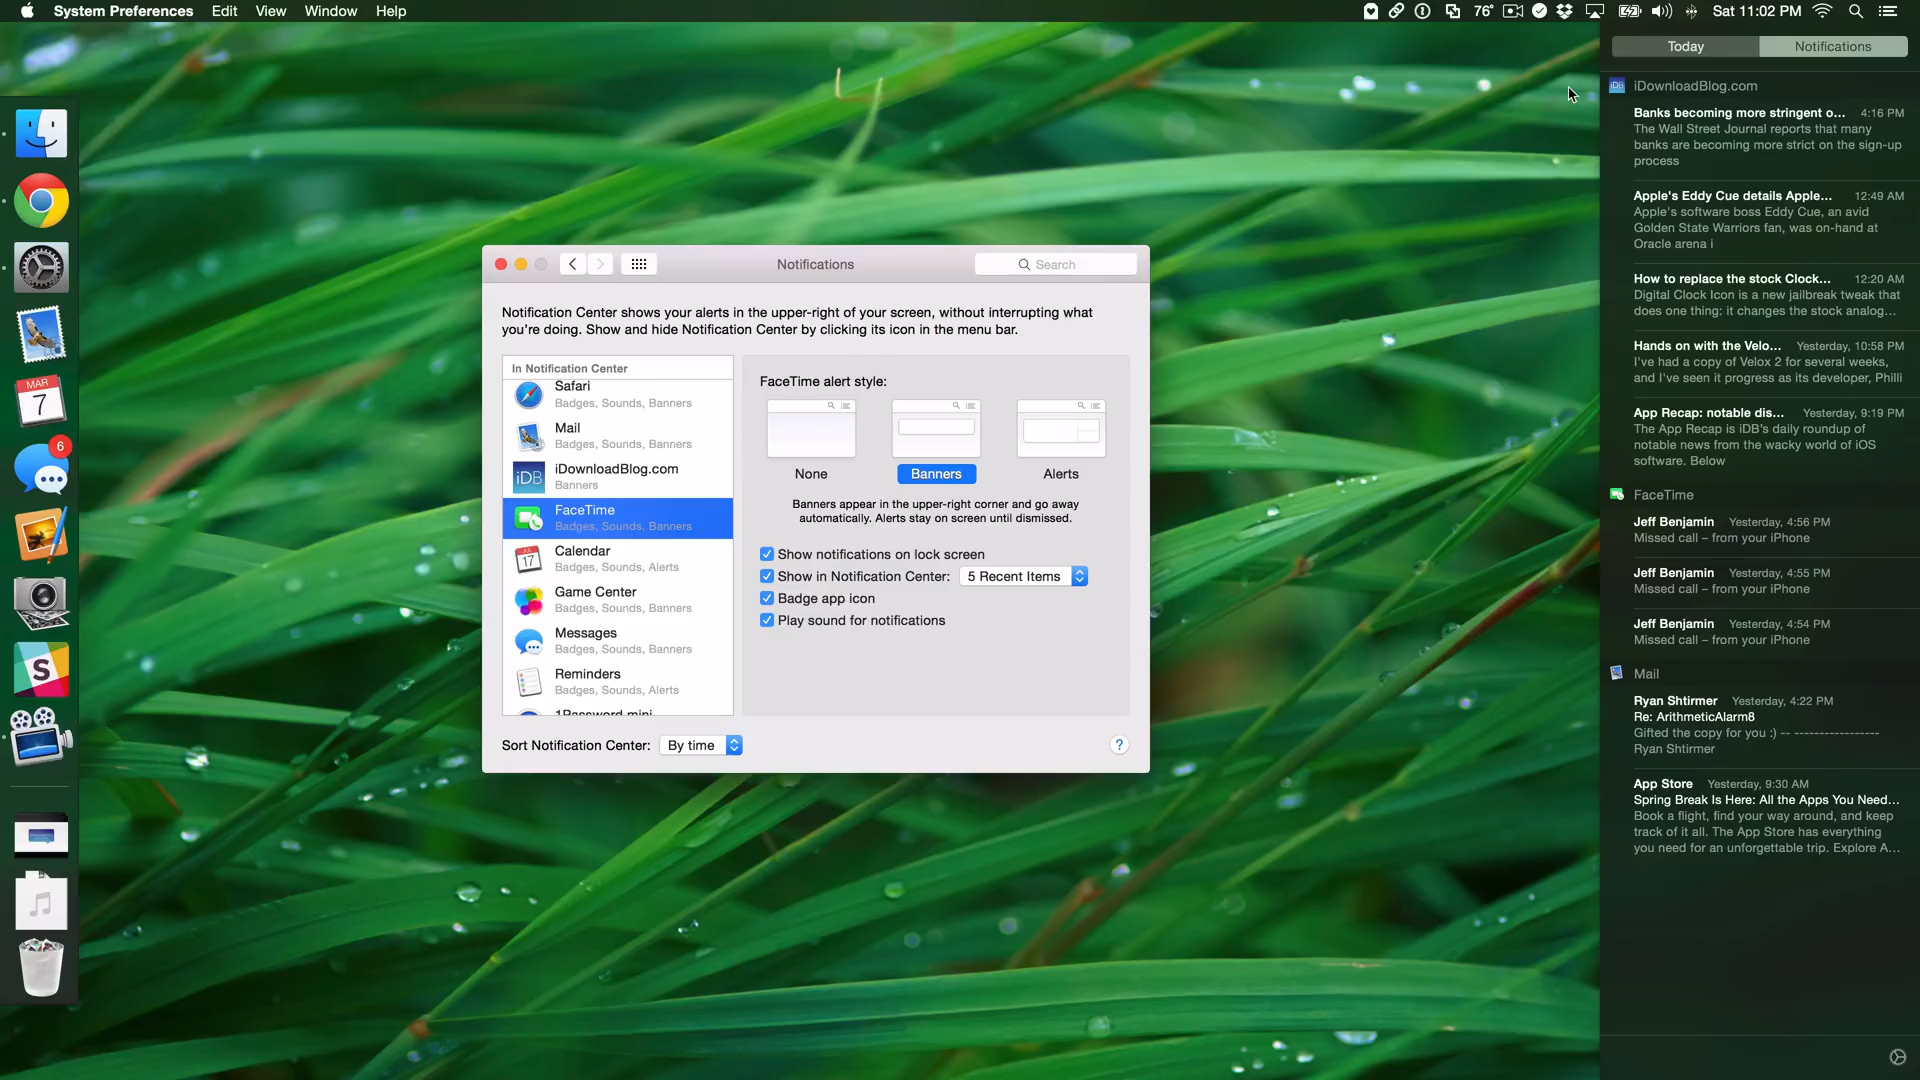 System Preferences Edit View Window Help
76° Sat 11:02 PM
Today Notifications
MAR
7
6
S
Notifications
Search
Notification Center shows your alerts in the upper-right of your screen, without interrupting what
you're doing. Show and hide Notification Center by clicking its icon in the menu bar.
In Notification Center
Safari
Badges, Sounds, Banners
Mail
Badges, Sounds, Banners
iDB
iDownloadBlog.com
Banners
FaceTime
Badges, Sounds, Banners
JUL
17
Calendar
Badges, Sounds, Alerts
Game Center
Badges, Sounds, Banners
Messages
Badges, Sounds, Banners
Reminders
Badges, Sounds, Alerts
1Password mini
FaceTime alert style:
None Banners Alerts
Banners appear in the upper-right corner and go away
automatically. Alerts stay on screen until dismissed.
Show notifications on lock screen
Show in Notification Center: 5 Recent Items
Badge app icon
Play sound for notifications
Sort Notification Center: By time
?
iDB iDownloadBlog.com
Banks becoming more stringent o... 4:16 PM
The Wall Street Journal reports that many
banks are becoming more strict on the sign-up
process
Apple's Eddy Cue details Apple... 12:49 AM
Apple's software boss Eddy Cue, an avid
Golden State Warriors fan, was on-hand at
Oracle arena i
How to replace the stock Clock... 12:20 AM
Digital Clock Icon is a new jailbreak tweak that
does one thing: it changes the stock analog...
Hands on with the Velo... Yesterday, 10:58 PM
I've had a copy of Velox 2 for several weeks,
and I've seen it progress as its developer, Philli
App Recap: notable dis... Yesterday, 9:19 PM
The App Recap is iDB's daily roundup of
notable news from the wacky world of iOS
software. Below
FaceTime
Jeff Benjamin Yesterday, 4:56 PM
Missed call – from your iPhone
Jeff Benjamin Yesterday, 4:55 PM
Missed call – from your iPhone
Jeff Benjamin Yesterday, 4:54 PM
Missed call – from your iPhone
Mail
Ryan Shtirmer Yesterday, 4:22 PM
Re: ArithmeticAlarm8
Gifted the copy for you :) -- -----------------
Ryan Shtirmer
App Store Yesterday, 9:30 AM
Spring Break Is Here: All the Apps You Need...
Book a flight, find your way around, and keep
track of it all. The App Store has everything
you need for an unforgettable trip. Explore A...